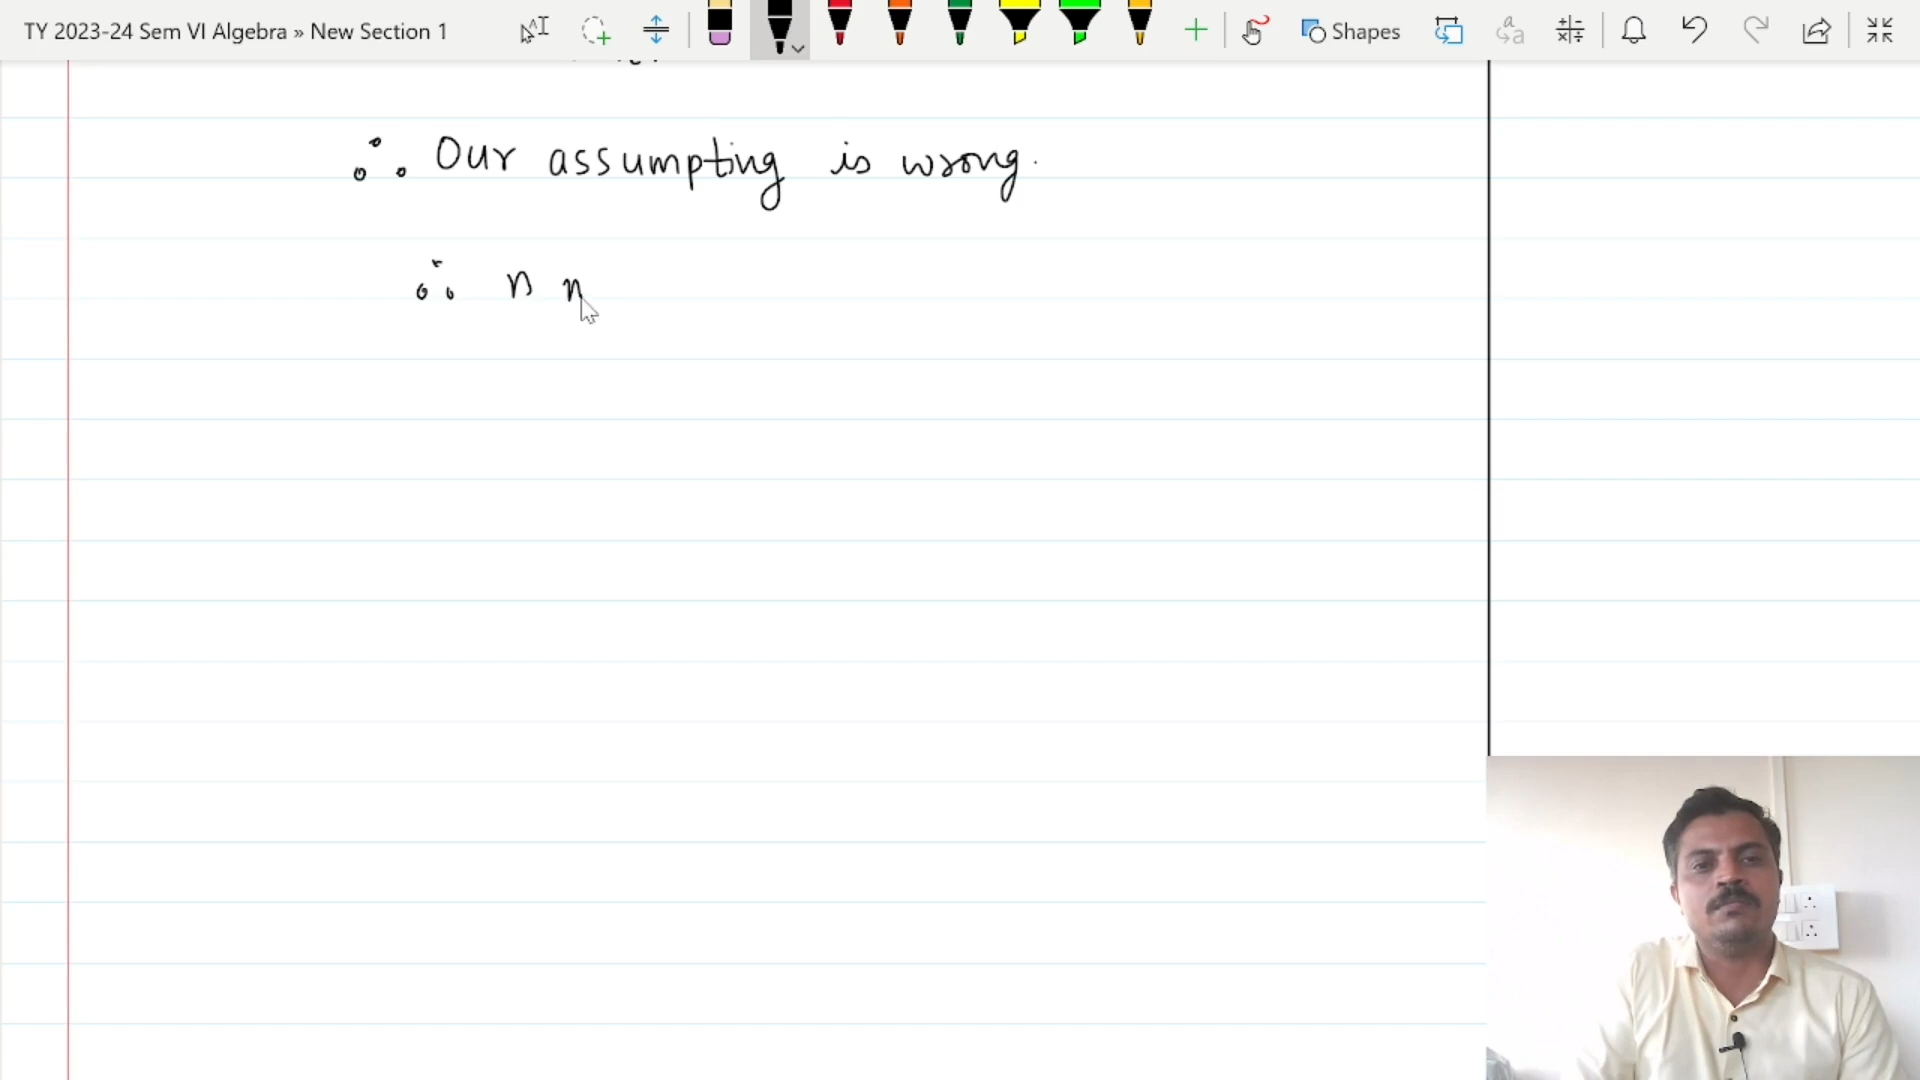 TY 2023-24 Sem VI Algebra » New Section 1
Shapes
∴ Our assumpting is wrong.
∴ n n